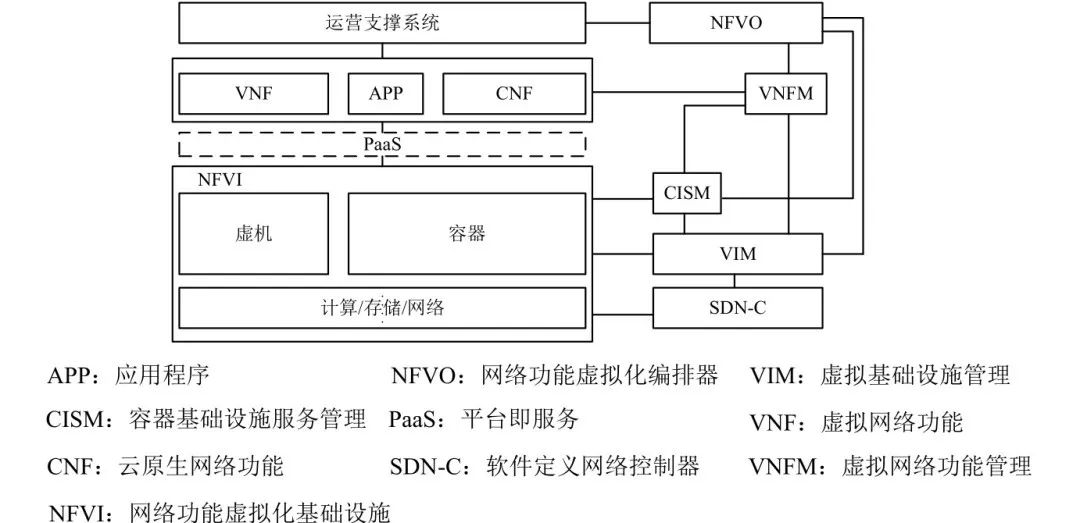 运营支撑系统 NFVO
VNF APP CNF VNFM
PaaS
NFVI
CISM
虚机 容器
VIM
计算/存储/网络 SDN-C
APP：应用程序 NFVO：网络功能虚拟化编排器 VIM：虚拟基础设施管理
CISM：容器基础设施服务管理 PaaS：平台即服务 VNF：虚拟网络功能
CNF：云原生网络功能 SDN-C：软件定义网络控制器 VNFM：虚拟网络功能管理
NFVI：网络功能虚拟化基础设施